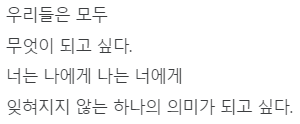 우리들은 모두
무엇이 되고 싶다.
너는 나에게 나는 너에게
잊혀지지 않는 하나의 의미가 되고 싶다.